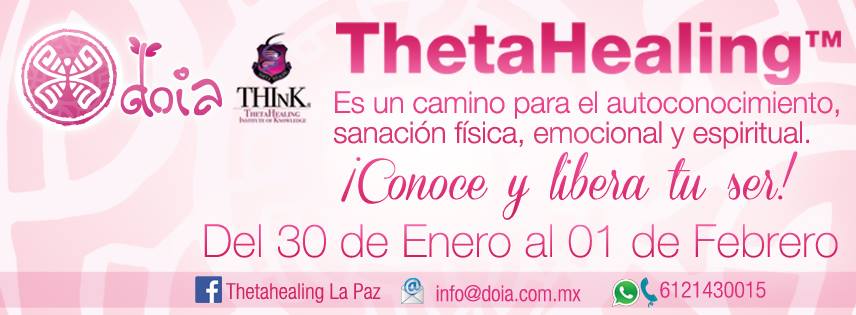 doia
THInK®
ThetaHealing
Institute of Knowledge
ThetaHealing™
Es un camino para el autoconocimiento,
sanación física, emocional y espiritual.
¡Conoce y libera tu ser!
Del 30 de Enero al 01 de Febrero
Thetahealing La Paz info@doia.com.mx 6121430015